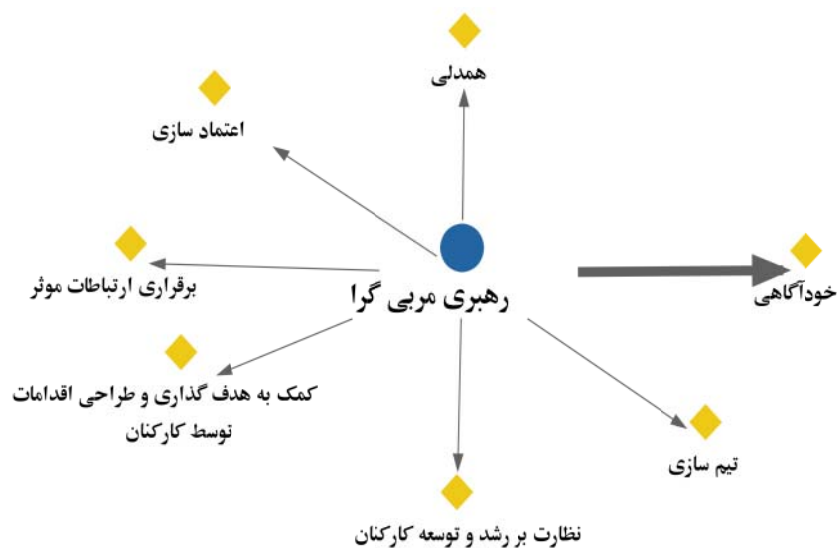 همدلی
اعتماد سازی
برقراری ارتباطات موثر
رهبری مربی گرا
خودآگاهی
کمک به هدف گذاری و طراحی اقدامات
توسط کارکنان
تیم سازی
نظارت بر رشد و توسعه کارکنان